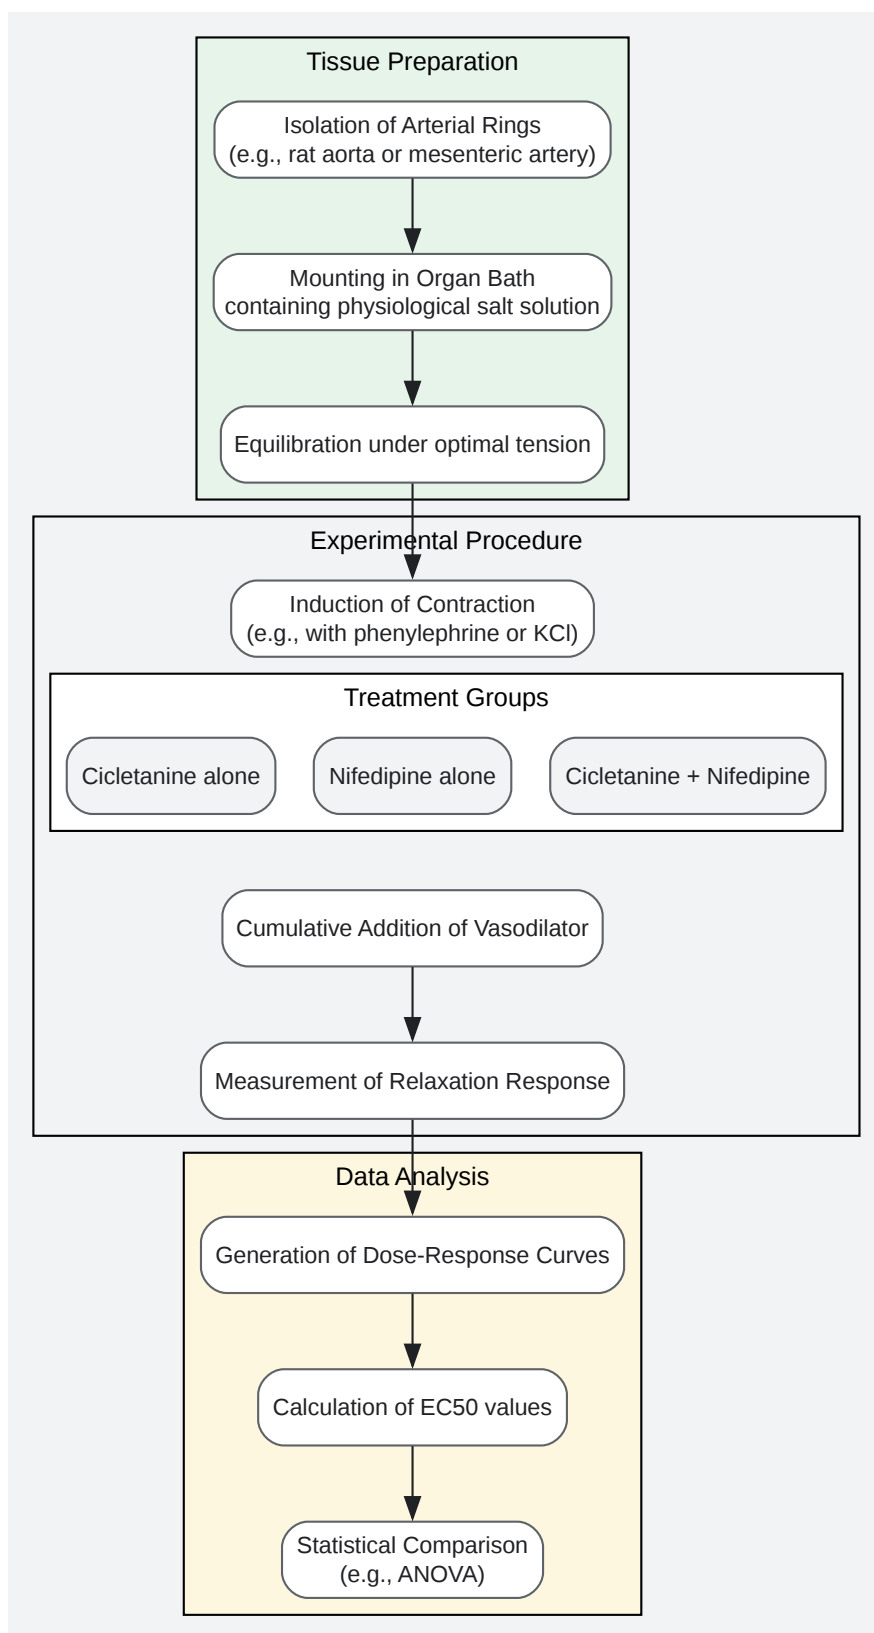 Tissue Preparation
Isolation of Arterial Rings
(e.g., rat aorta or mesenteric artery)
Mounting in Organ Bath
containing physiological salt solution
Equilibration under optimal tension
Experimental Procedure
Induction of Contraction
(e.g., with phenylephrine or KCl)
Treatment Groups
Cicletanine alone
Nifedipine alone
Cicletanine + Nifedipine
Cumulative Addition of Vasodilator
Measurement of Relaxation Response
Data Analysis
Generation of Dose-Response Curves
Calculation of EC50 values
Statistical Comparison
(e.g., ANOVA)